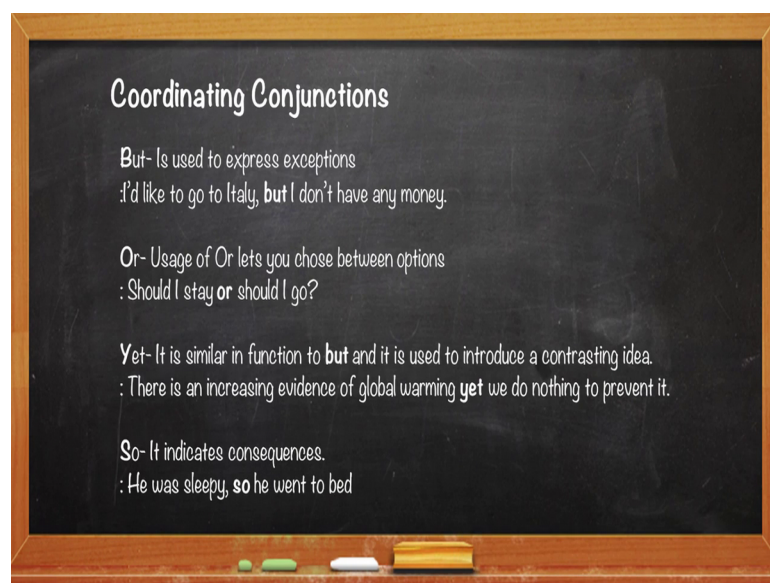 Coordinating Conjunctions
But- Is used to express exceptions
:I'd like to go to Italy, but I don't have any money.
Or- Usage of Or lets you chose between options
: Should I stay or should I go?
Yet- It is similar in function to but and it is used to introduce a contrasting idea.
: There is an increasing evidence of global warming yet we do nothing to prevent it.
So- It indicates consequences.
: He was sleepy, so he went to bed